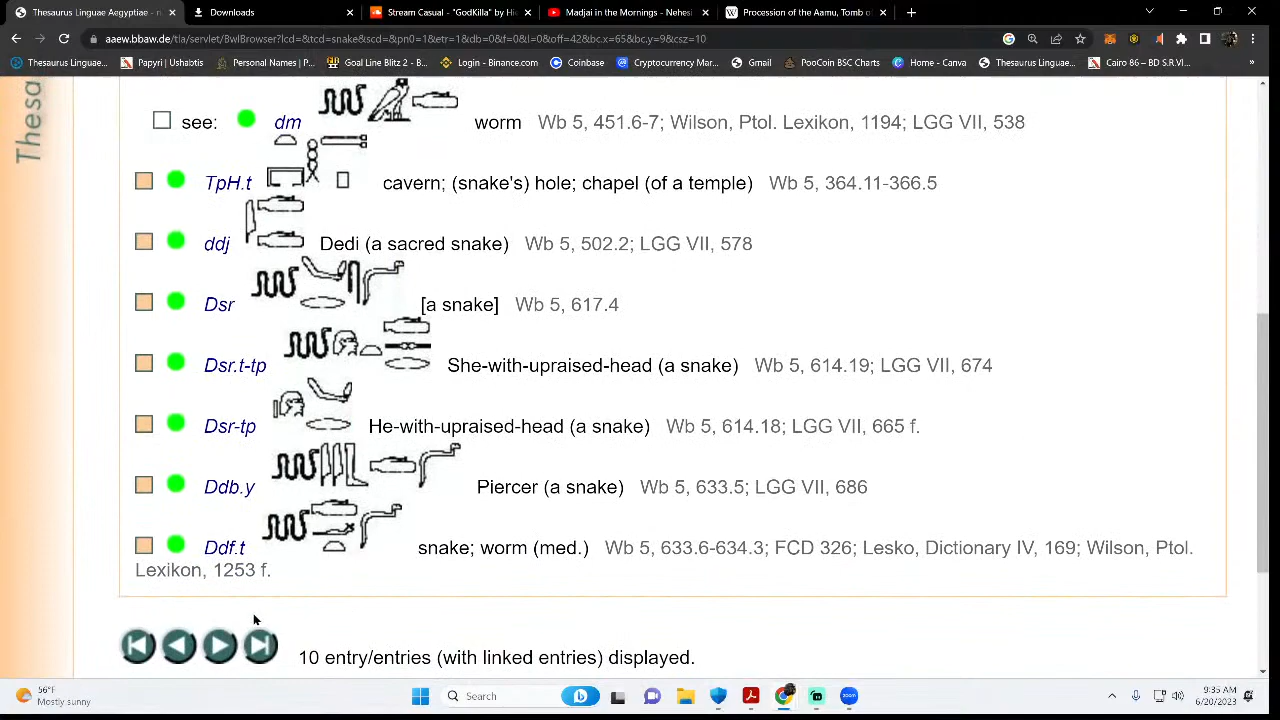 Thesaurus Linguae Aegyptiae - n
Downloads
Stream Casual - "GodKilla" by Hi
Madjai in the Mornings - Nehesi
Procession of the Aamu, Tomb o
aaew.bbaw.de/tla/servlet/BwlBrowser?lcd=&tcd=snake&scd=&pn0=1&etr=1&db=0&f=0&l=0&off=42&bc.x=65&bc.y=9&csz=10
Thesaurus Linguae...
Papyri | Ushabtis
Personal Names | P...
Goal Line Blitz 2 - B...
Login - Binance.com
Coinbase
Cryptocurrency Mar...
Gmail
PooCoin BSC Charts
Home - Canva
Thesaurus Linguae...
Cairo 86 – BD S.RVI...
Thesa
see: dm worm Wb 5, 451.6-7; Wilson, Ptol. Lexikon, 1194; LGG VII, 538
TpH.t cavern; (snake's) hole; chapel (of a temple) Wb 5, 364.11-366.5
ddj Dedi (a sacred snake) Wb 5, 502.2; LGG VII, 578
Dsr [a snake] Wb 5, 617.4
Dsr.t-tp She-with-upraised-head (a snake) Wb 5, 614.19; LGG VII, 674
Dsr-tp He-with-upraised-head (a snake) Wb 5, 614.18; LGG VII, 665 f.
Ddb.y Piercer (a snake) Wb 5, 633.5; LGG VII, 686
Ddf.t snake; worm (med.) Wb 5, 633.6-634.3; FCD 326; Lesko, Dictionary IV, 169; Wilson, Ptol.
Lexikon, 1253 f.
10 entry/entries (with linked entries) displayed.
56°F
Mostly sunny
Search
9:35 AM
6/20/2023